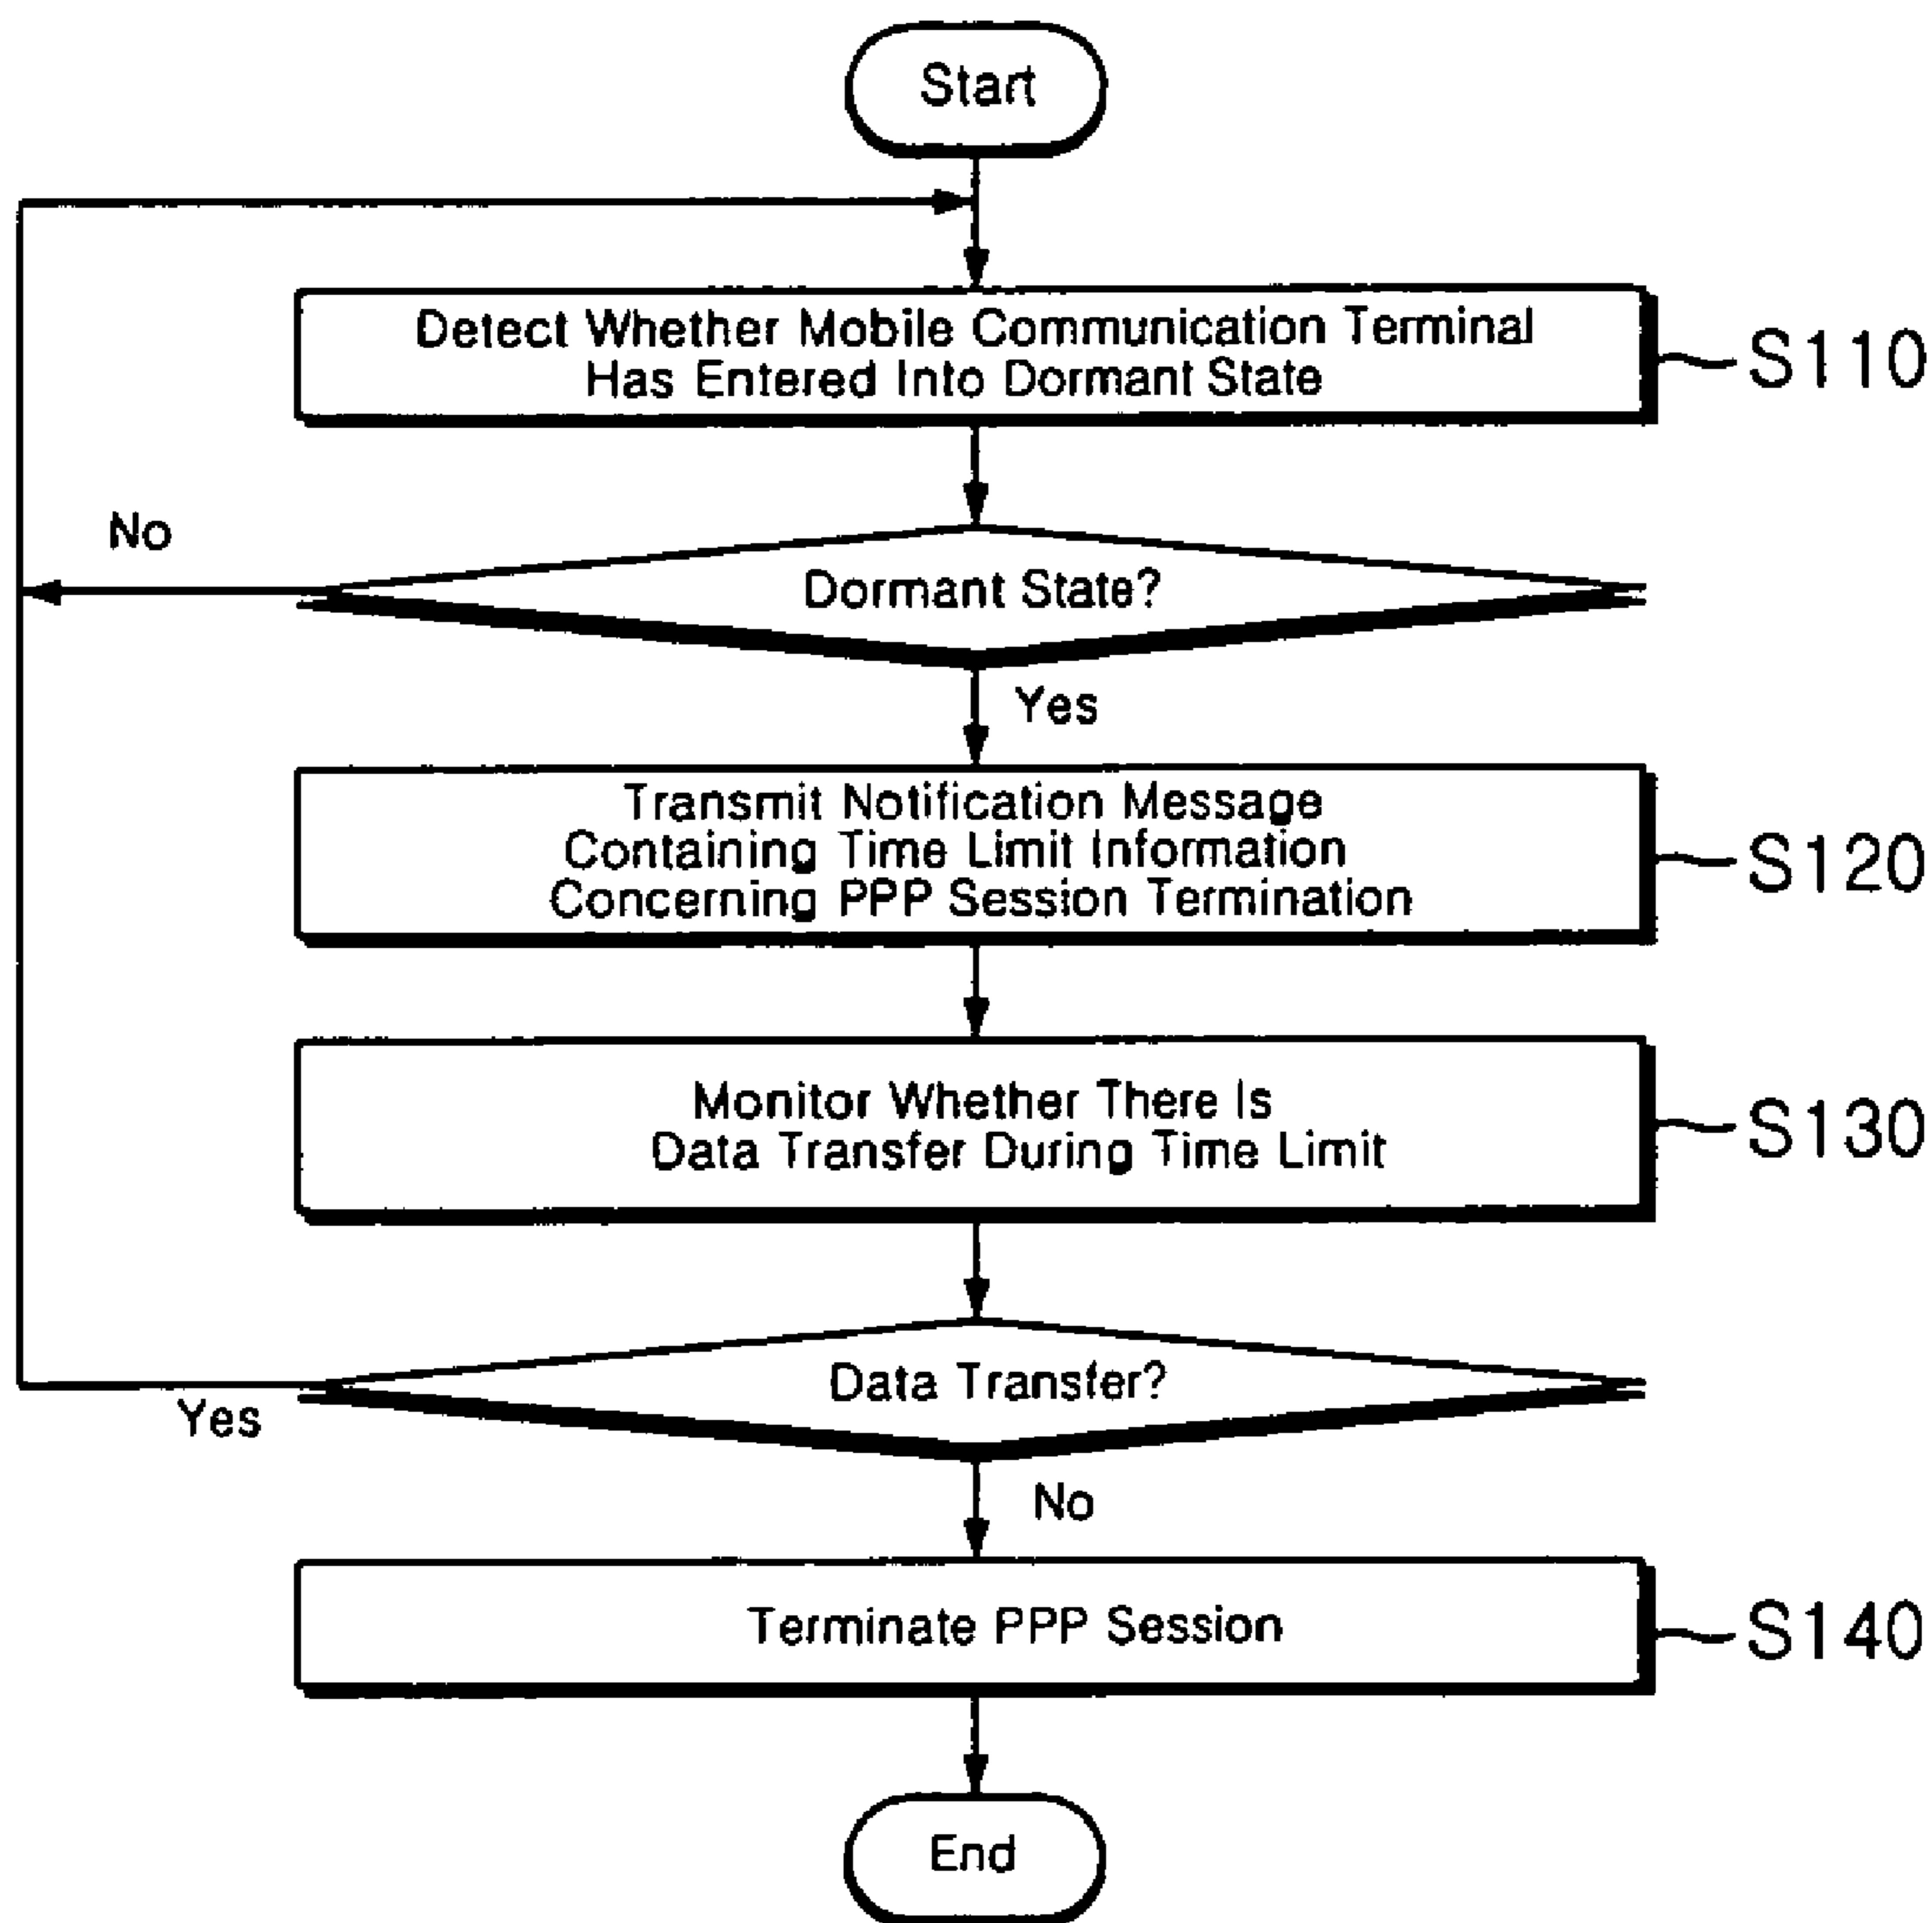 Start
Detect Whether Mobile Communication Terminal
Has Entered Into Dormant State
S110
No
Dormant State?
Yes
Transmit Notification Message
Containing Time Limit Information
Concerning PPP Session Termination
S120
Monitor Whether There Is
Data Transfer During Time Limit
S130
Data Transfer?
Yes
No
Terminate PPP Session
S140
End